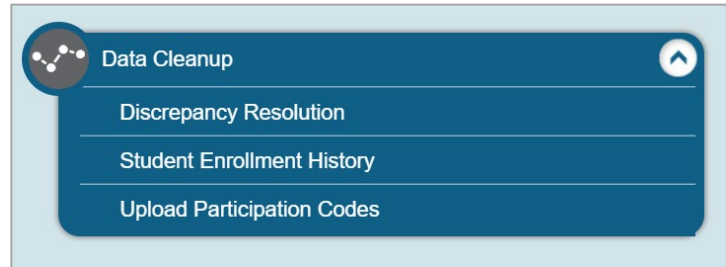 Data Cleanup
Discrepancy Resolution
Student Enrollment History
Upload Participation Codes